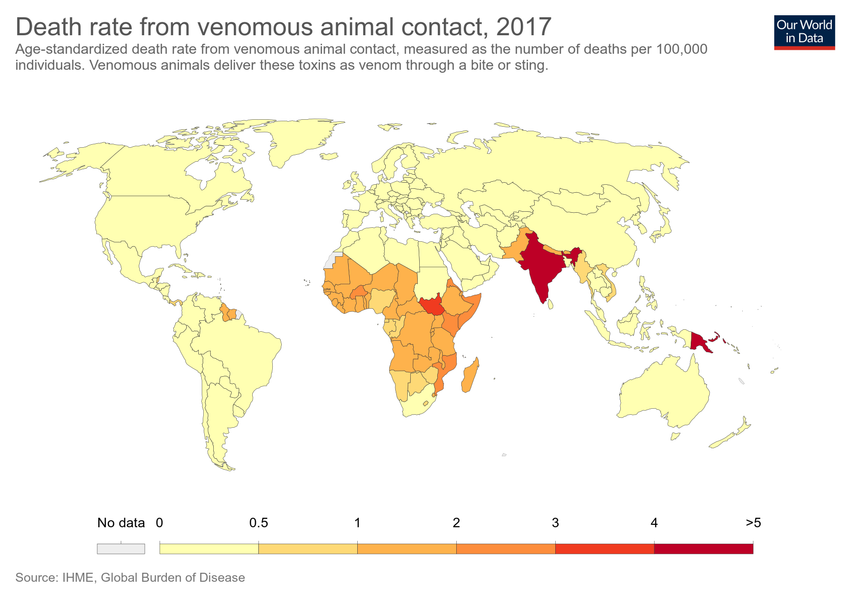 Death rate from venomous animal contact, 2017
Our World
in Data
Age-standardized death rate from venomous animal contact, measured as the number of deaths per 100,000
individuals. Venomous animals deliver these toxins as venom through a bite or sting.
No data 0 0.5 1 2 3 4 >5
Source: IHME, Global Burden of Disease